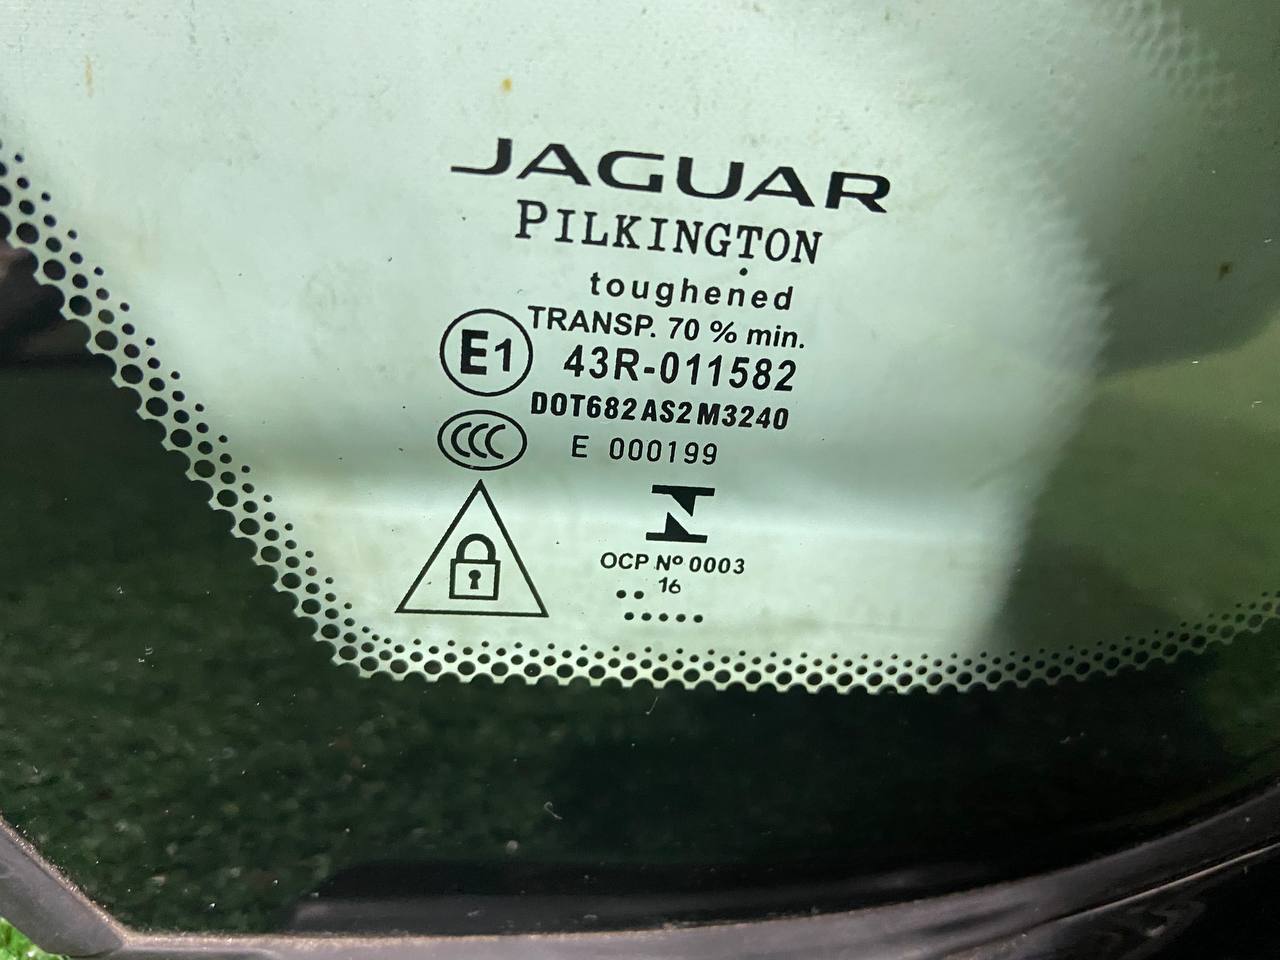 JAGUAR
PILKINGTON
toughened
TRANSP. 70 % min.
E1 43R-011582
DOT682 AS2 M3240
CCC E 000199
OCP Nº 0003
16